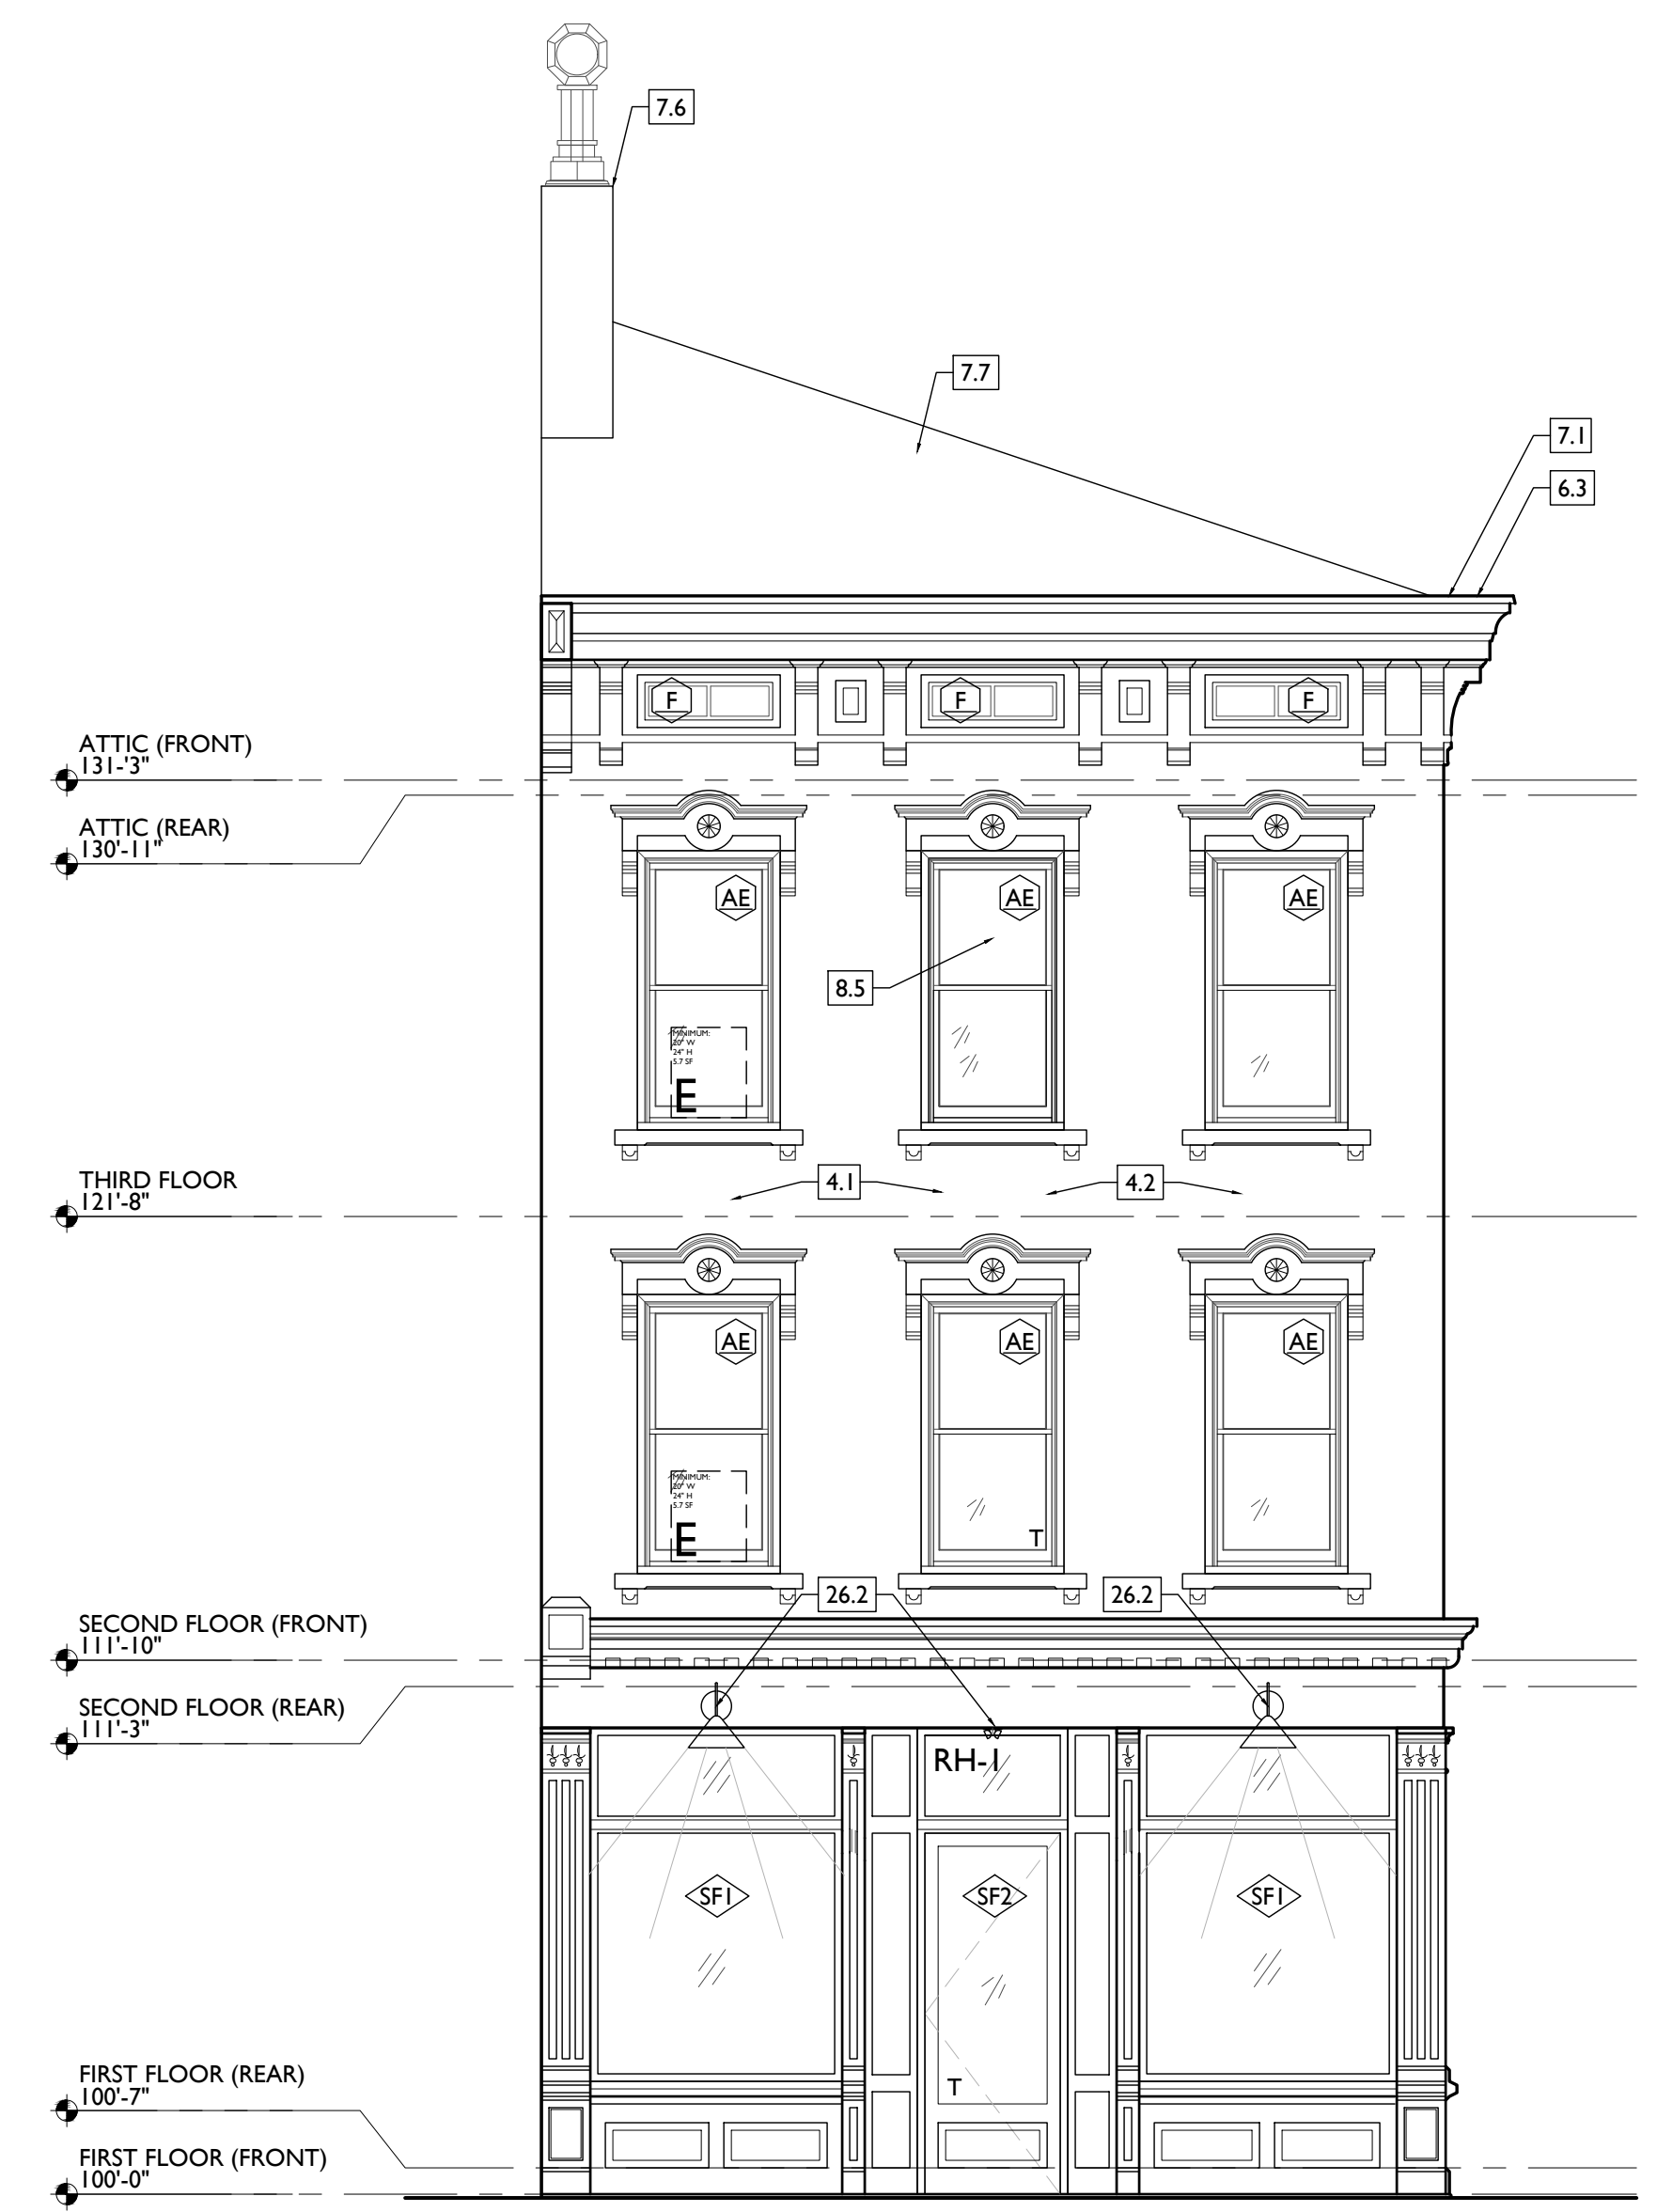 7.6
7.7
7.1
6.3
F
F
F
ATTIC (FRONT)
131-'3"
ATTIC (REAR)
130'-11"
AE
AE
AE
8.5
MINIMUM:
20" W
24" H
5.7 SF
E
THIRD FLOOR
121'-8"
4.1
4.2
AE
AE
AE
MINIMUM:
20" W
24" H
5.7 SF
E
T
26.2
26.2
SECOND FLOOR (FRONT)
111'-10"
SECOND FLOOR (REAR)
111'-3"
RH-1
SF1
SF2
SF1
T
FIRST FLOOR (REAR)
100'-7"
FIRST FLOOR (FRONT)
100'-0"